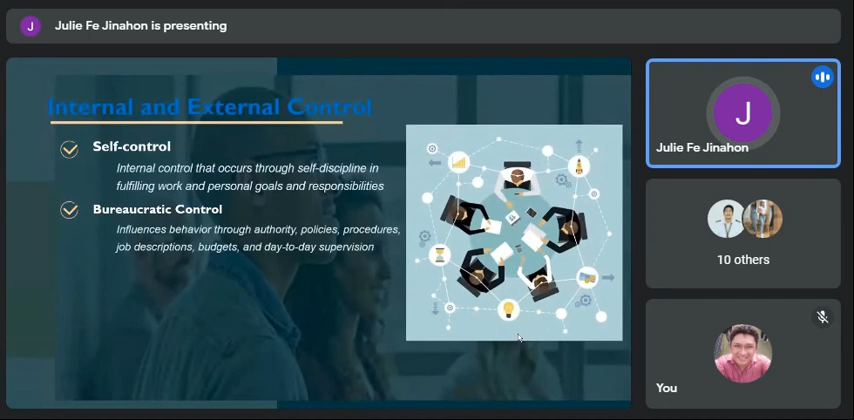 J
Julie Fe Jinahon is presenting
Internal and External Control
Self-control
Internal control that occurs through self-discipline in
fulfilling work and personal goals and responsibilities
Bureaucratic Control
Influences behavior through authority, policies, procedures,
job descriptions, budgets, and day-to-day supervision
J
Julie Fe Jinahon
10 others
You